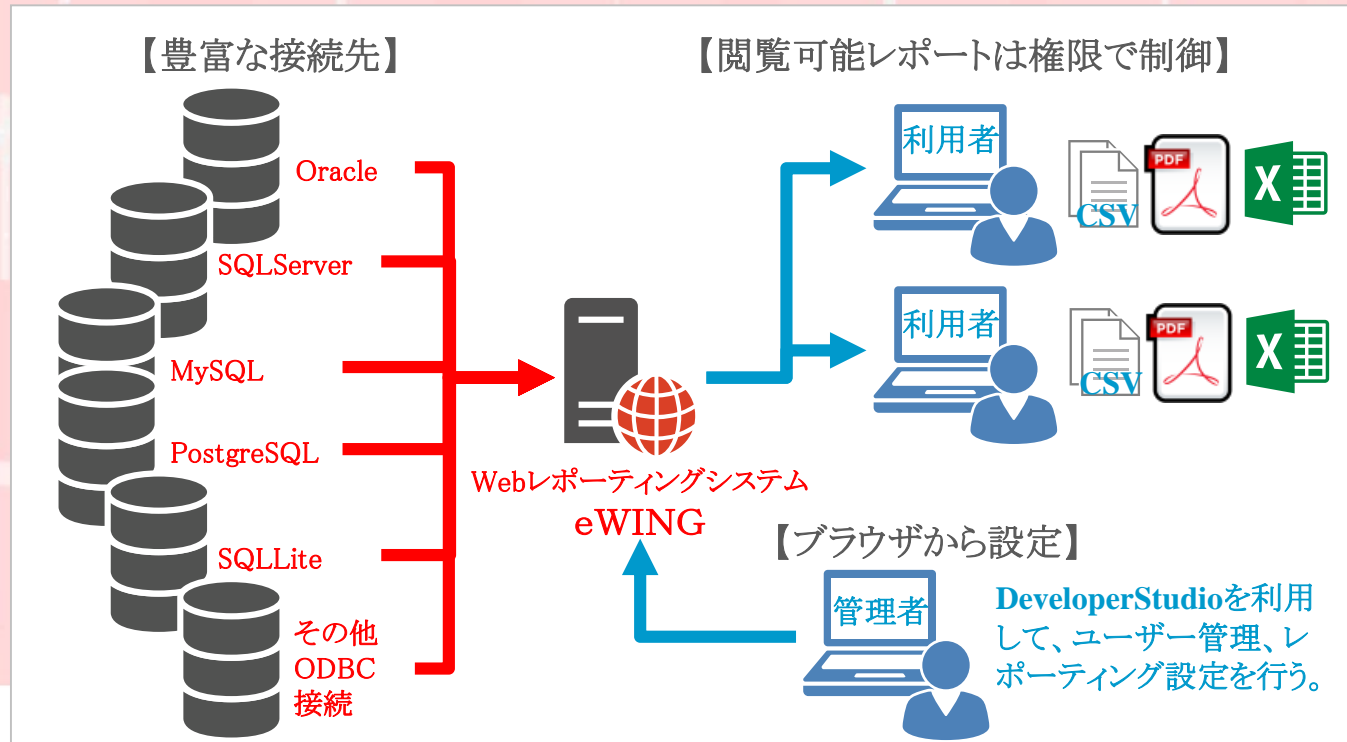 【豊富な接続先】
Oracle
SQLServer
MySQL
PostgreSQL
SQLLite
その他
ODBC
接続
Webレポーティングシステム
eWING
【閲覧可能レポートは権限で制御】
利用者
CSV
PDF
X
利用者
CSV
PDF
X
【ブラウザから設定】
管理者
DeveloperStudioを利用
して、ユーザー管理、レ
ポーティング設定を行う。